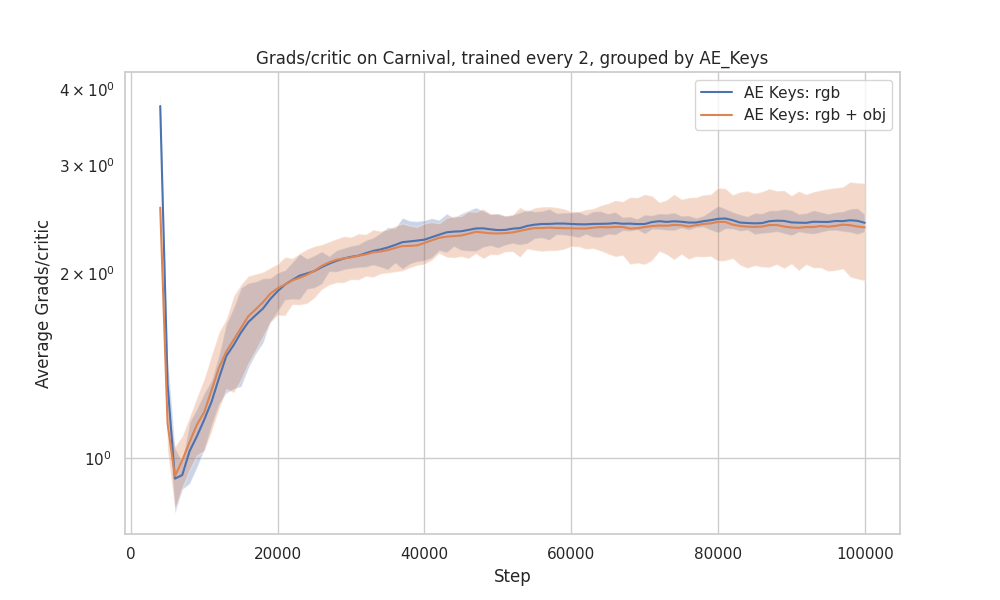 Grads/critic on Carnival, trained every 2, grouped by AE_Keys
4 × 10⁰
3 × 10⁰
2 × 10⁰
10⁰
Average Grads/critic
AE Keys: rgb
AE Keys: rgb + obj
0 20000 40000 60000 80000 100000
Step